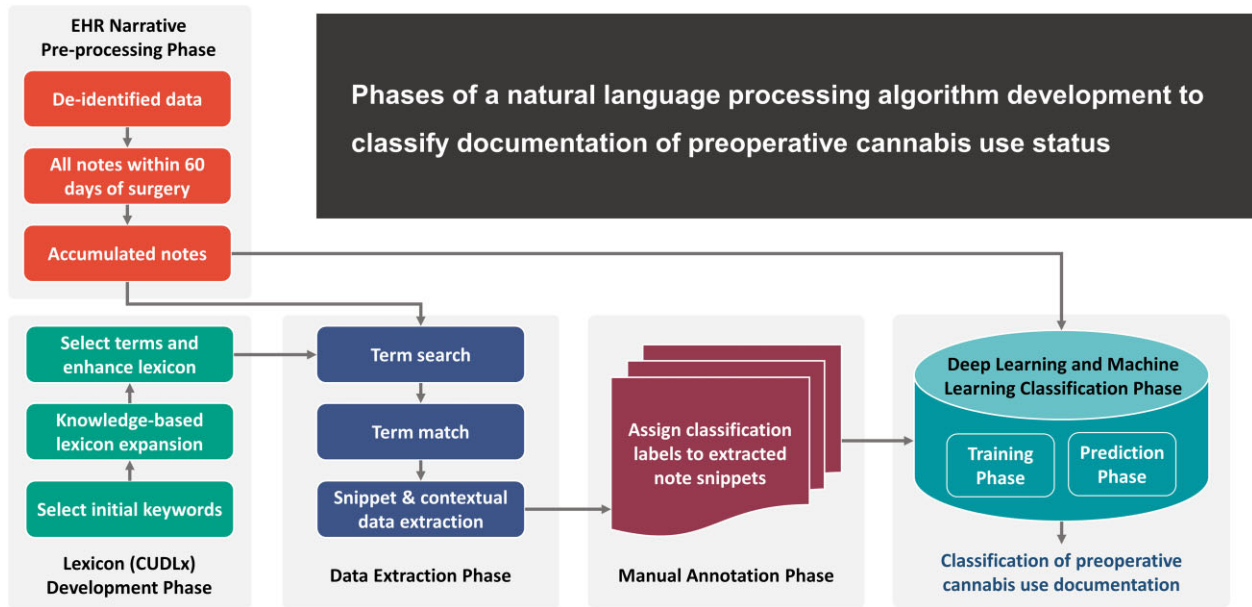 EHR Narrative
Pre-processing Phase
De-identified data
All notes within 60
days of surgery
Accumulated notes
Phases of a natural language processing algorithm development to
classify documentation of preoperative cannabis use status
Select terms and
enhance lexicon
Knowledge-based
lexicon expansion
Select initial keywords
Lexicon (CUDLx)
Development Phase
Term search
Term match
Snippet & contextual
data extraction
Data Extraction Phase
Assign classification
labels to extracted
note snippets
Manual Annotation Phase
Deep Learning and Machine
Learning Classification Phase
Training
Phase
Prediction
Phase
Classification of preoperative
cannabis use documentation